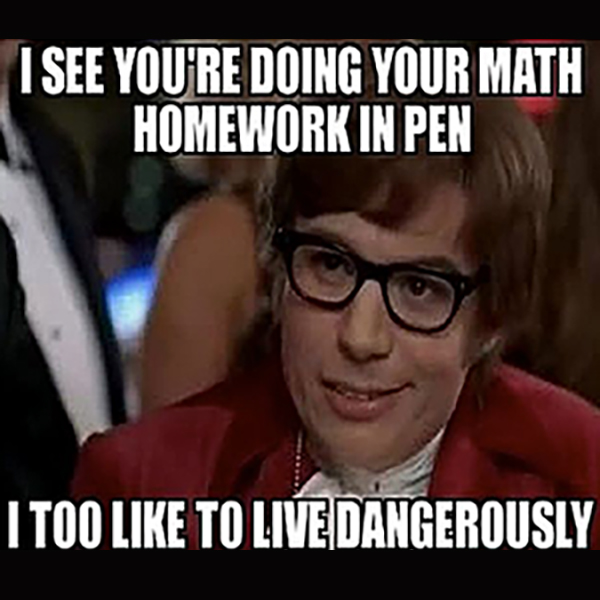 I SEE YOU'RE DOING YOUR MATH
HOMEWORK IN PEN
I TOO LIKE TO LIVE DANGEROUSLY